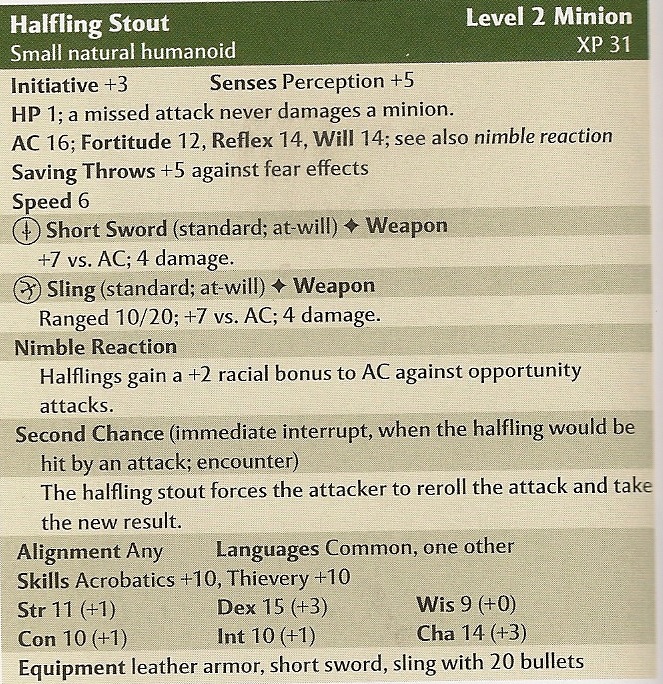 Halfling Stout Level 2 Minion
Small natural humanoid XP 31
Initiative +3 Senses Perception +5
HP 1; a missed attack never damages a minion.
AC 16; Fortitude 12, Reflex 14, Will 14; see also nimble reaction
Saving Throws +5 against fear effects
Speed 6
Short Sword (standard; at-will) ✦ Weapon
+7 vs. AC; 4 damage.
Sling (standard; at-will) ✦ Weapon
Ranged 10/20; +7 vs. AC; 4 damage.
Nimble Reaction
Halflings gain a +2 racial bonus to AC against opportunity
attacks.
Second Chance (immediate interrupt, when the halfling would be
hit by an attack; encounter)
The halfling stout forces the attacker to reroll the attack and take
the new result.
Alignment Any Languages Common, one other
Skills Acrobatics +10, Thievery +10
Str 11 (+1) Dex 15 (+3) Wis 9 (+0)
Con 10 (+1) Int 10 (+1) Cha 14 (+3)
Equipment leather armor, short sword, sling with 20 bullets